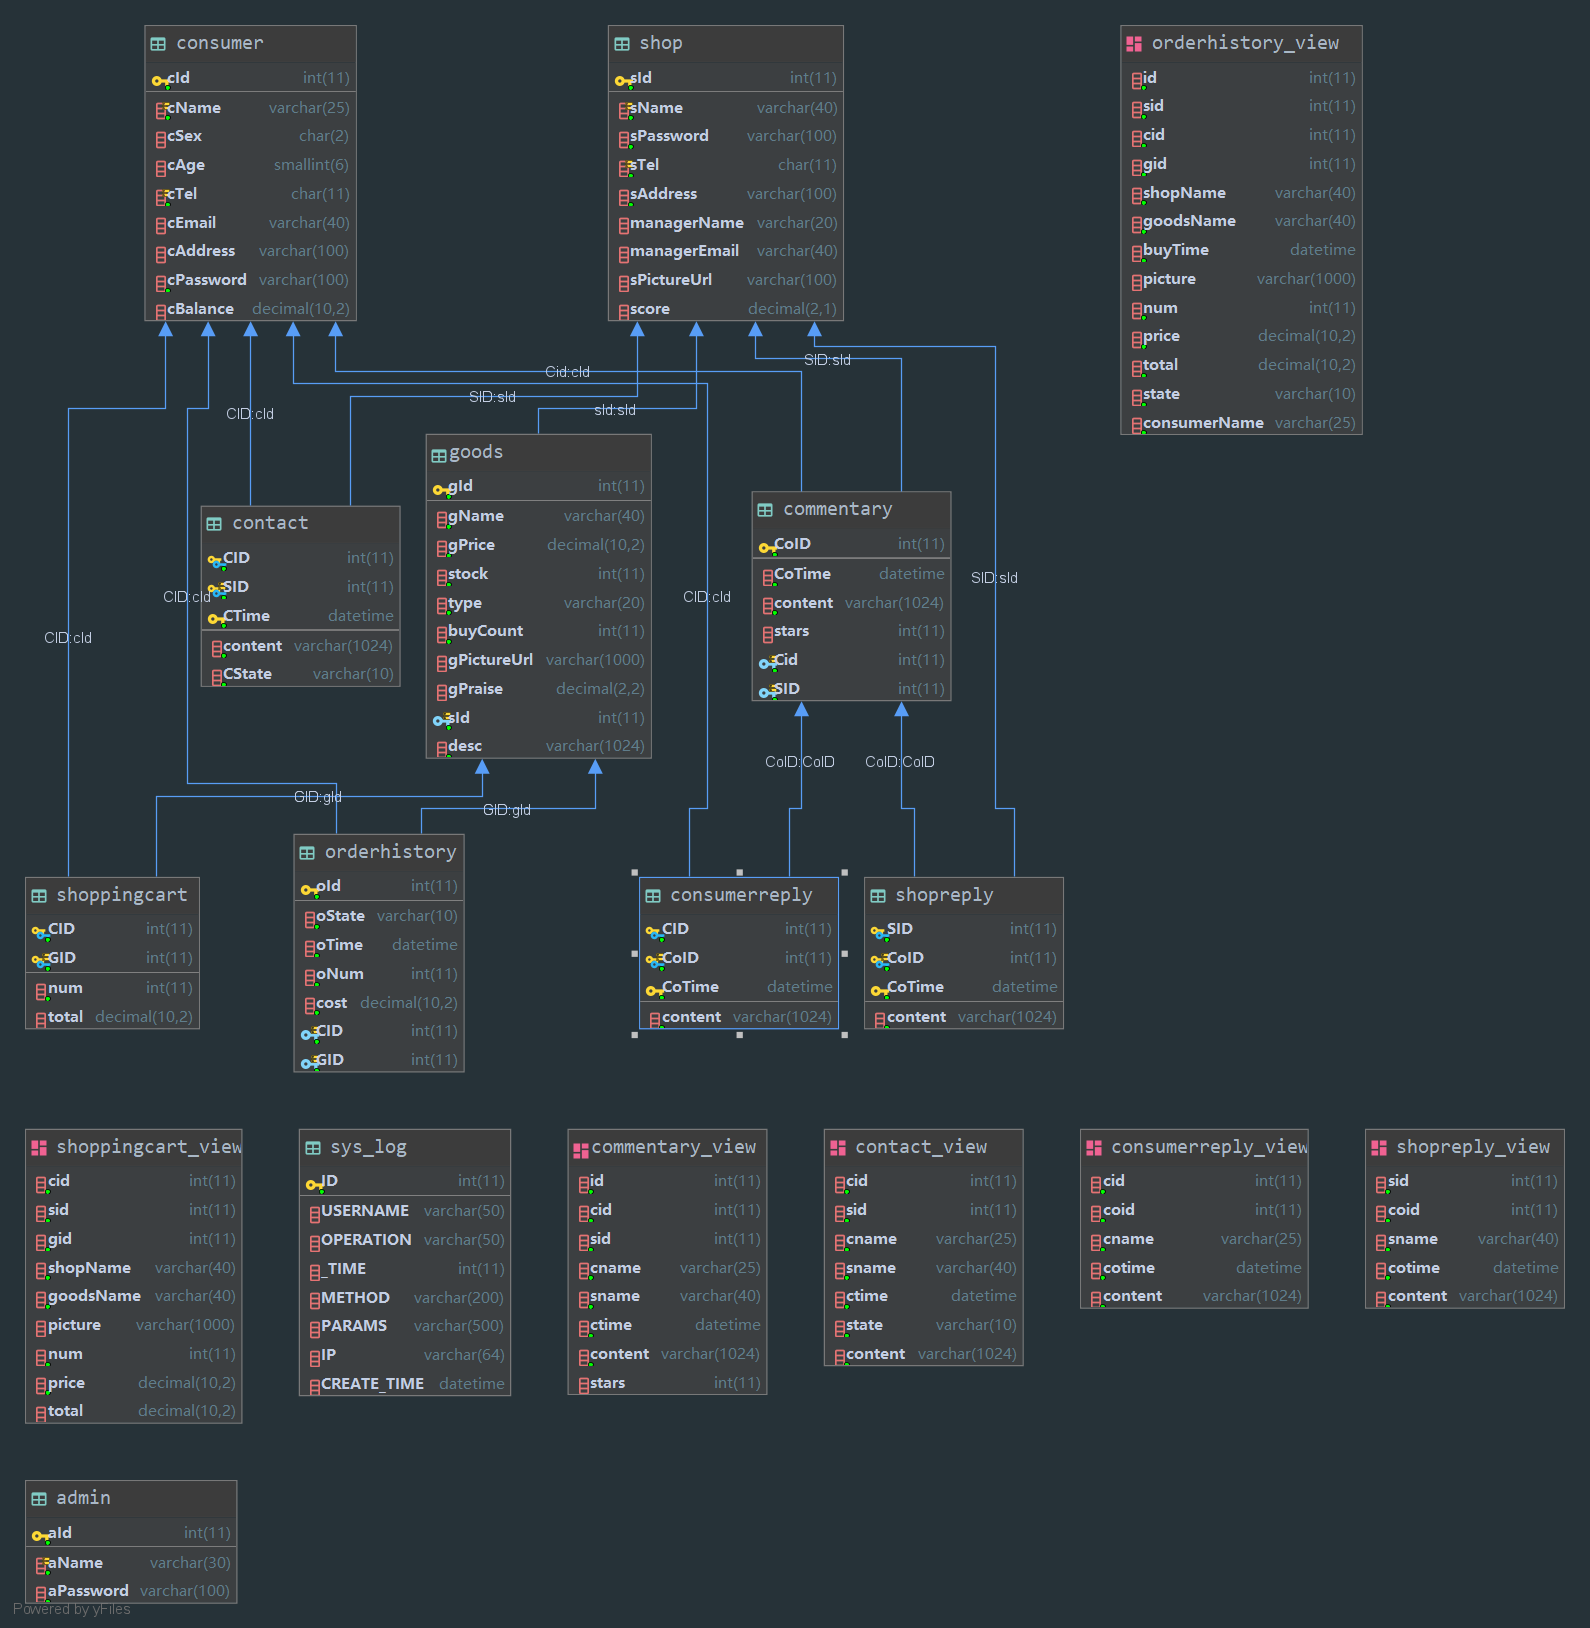 consumer
cId int(11)
cName varchar(25)
cSex char(2)
cAge smallint(6)
cTel char(11)
cEmail varchar(40)
cAddress varchar(100)
cPassword varchar(100)
cBalance decimal(10,2)
shop
sId int(11)
sName varchar(40)
sPassword varchar(100)
sTel char(11)
sAddress varchar(100)
managerName varchar(20)
managerEmail varchar(40)
sPictureUrl varchar(100)
score decimal(2,1)
orderhistory_view
id int(11)
sid int(11)
cid int(11)
gid int(11)
shopName varchar(40)
goodsName varchar(40)
buyTime datetime
picture varchar(1000)
num int(11)
price decimal(10,2)
total decimal(10,2)
state varchar(10)
consumerName varchar(25)
SID:sId
Cid:cId
SID:sId
sId:sId
CID:cId
goods
gId int(11)
gName varchar(40)
gPrice decimal(10,2)
stock int(11)
type varchar(20)
buyCount int(11)
gPictureUrl varchar(1000)
gPraise decimal(2,2)
sId int(11)
desc varchar(1024)
contact
CID int(11)
SID int(11)
CTime datetime
content varchar(1024)
CState varchar(10)
commentary
CoID int(11)
CoTime datetime
content varchar(1024)
stars int(11)
Cid int(11)
SID int(11)
SID:sId
CID:cId
CID:cId
CID:cId
CoID:CoID
CoID:CoID
GID:gId
GID:gId
orderhistory
oId int(11)
oState varchar(10)
oTime datetime
oNum int(11)
cost decimal(10,2)
CID int(11)
GID int(11)
shoppingcart
CID int(11)
GID int(11)
num int(11)
total decimal(10,2)
consumerreply
CID int(11)
CoID int(11)
CoTime datetime
content varchar(1024)
shopreply
SID int(11)
CoID int(11)
CoTime datetime
content varchar(1024)
shoppingcart_view
cid int(11)
sid int(11)
gid int(11)
shopName varchar(40)
goodsName varchar(40)
picture varchar(1000)
num int(11)
price decimal(10,2)
total decimal(10,2)
sys_log
ID int(11)
USERNAME varchar(50)
OPERATION varchar(50)
_TIME int(11)
METHOD varchar(200)
PARAMS varchar(500)
IP varchar(64)
CREATE_TIME datetime
commentary_view
id int(11)
cid int(11)
sid int(11)
cname varchar(25)
sname varchar(40)
ctime datetime
content varchar(1024)
stars int(11)
contact_view
cid int(11)
sid int(11)
cname varchar(25)
sname varchar(40)
ctime datetime
state varchar(10)
content varchar(1024)
consumerreply_view
cid int(11)
coid int(11)
cname varchar(25)
cotime datetime
content varchar(1024)
shopreply_view
sid int(11)
coid int(11)
sname varchar(40)
cotime datetime
content varchar(1024)
admin
aId int(11)
aName varchar(30)
aPassword varchar(100)
Powered by yFiles